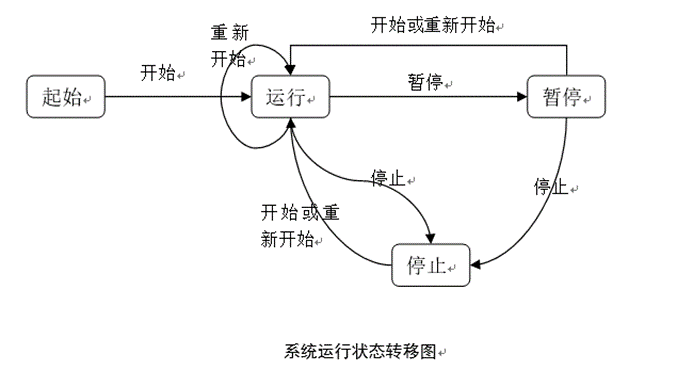 开始或重新开始
重新
开始
开始
暂停
起始
运行
暂停
停止
停止
开始或重
新开始
停止
系统运行状态转移图